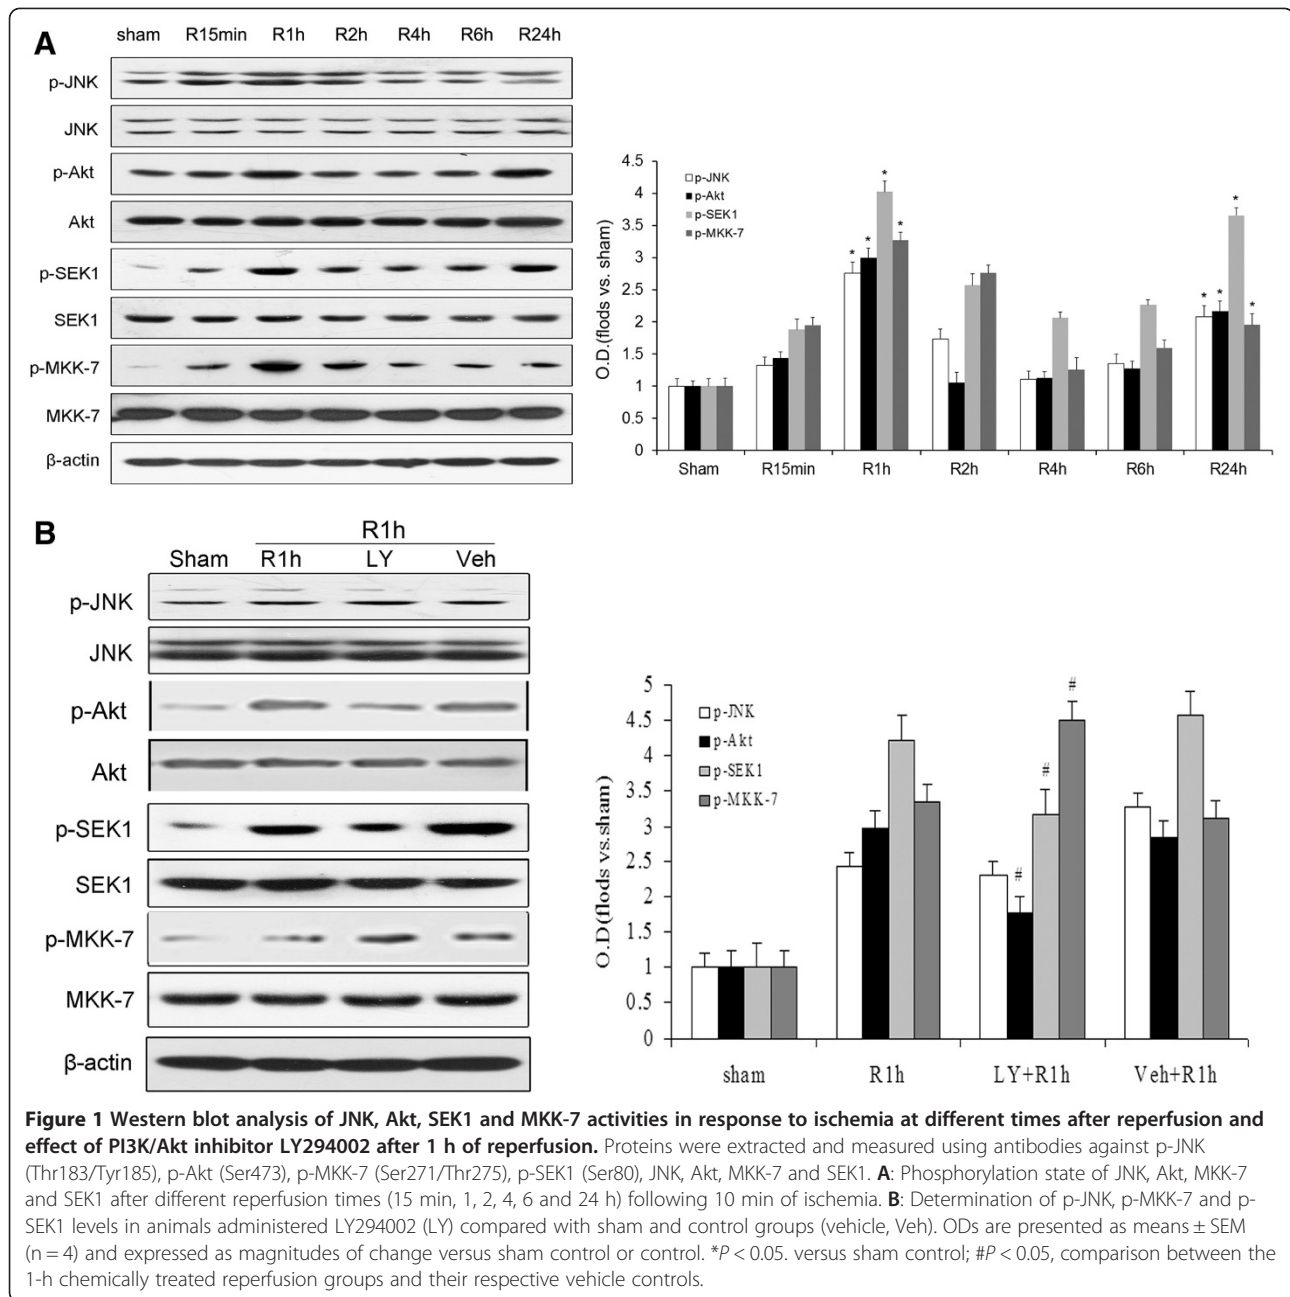 A
sham R15min R1h R2h R4h R6h R24h
p-JNK
JNK
p-Akt
Akt
p-SEK1
SEK1
p-MKK-7
MKK-7
β-actin
O.D.(flods vs. sham)
4.5
4
3.5
3
2.5
2
1.5
1
0.5
0
p-JNK
p-Akt
p-SEK1
p-MKK-7
* * * *
* * * *
Sham R15min R1h R2h R4h R6h R24h
B
R1h
Sham R1h LY Veh
p-JNK
JNK
p-Akt
Akt
p-SEK1
SEK1
p-MKK-7
MKK-7
β-actin
O.D(flods vs.sham)
5
4.5
4
3.5
3
2.5
2
1.5
1
0.5
0
p-JNK
p-Akt
p-SEK1
p-MKK-7
# # #
sham R1h LY+R1h Veh+R1h
Figure 1 Western blot analysis of JNK, Akt, SEK1 and MKK-7 activities in response to ischemia at different times after reperfusion and
effect of PI3K/Akt inhibitor LY294002 after 1 h of reperfusion. Proteins were extracted and measured using antibodies against p-JNK
(Thr183/Tyr185), p-Akt (Ser473), p-MKK-7 (Ser271/Thr275), p-SEK1 (Ser80), JNK, Akt, MKK-7 and SEK1. A: Phosphorylation state of JNK, Akt, MKK-7
and SEK1 after different reperfusion times (15 min, 1, 2, 4, 6 and 24 h) following 10 min of ischemia. B: Determination of p-JNK, p-MKK-7 and p-
SEK1 levels in animals administered LY294002 (LY) compared with sham and control groups (vehicle, Veh). ODs are presented as means ± SEM
(n = 4) and expressed as magnitudes of change versus sham control or control. *P < 0.05. versus sham control; #P < 0.05, comparison between the
1-h chemically treated reperfusion groups and their respective vehicle controls.